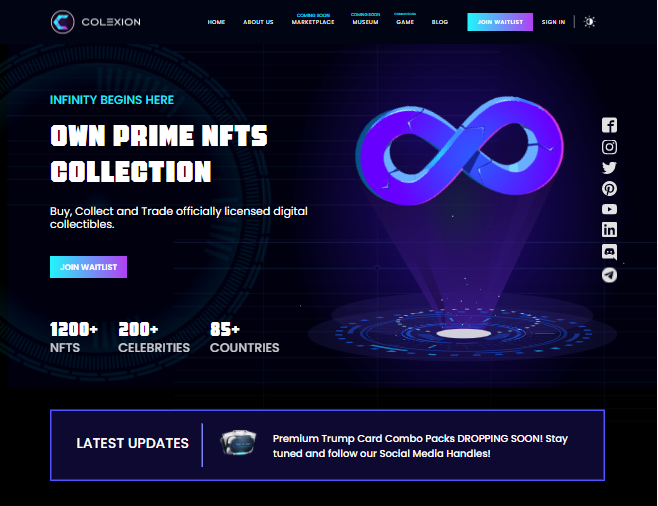 COLEXION
HOME
ABOUT US
COMING SOON
MARKETPLACE
COMING SOON
MUSEUM
GAME
BLOG
JOIN WAITLIST
SIGN IN
INFINITY BEGINS HERE
OWN PRIME NFTS
COLLECTION
Buy, Collect and Trade officially licensed digital
collectibles.
JOIN WAITLIST
1200+ 200+ 85+
NFTS CELEBRITIES COUNTRIES
LATEST UPDATES
Premium Trump Card Combo Packs DROPPING SOON! Stay
tuned and follow our Social Media Handles!